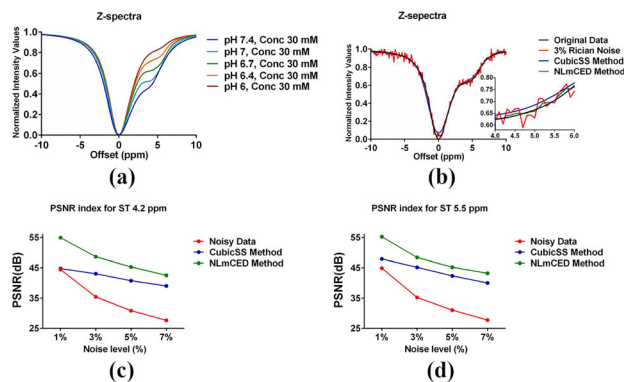 Z-spectra
Normalized Intensity Values
1.0
0.8
0.6
0.4
0.2
0.0
-10
-5
0
5
10
Offset (ppm)
pH 7.4, Conc 30 mM
pH 7, Conc 30 mM
pH 6.7, Conc 30 mM
pH 6.4, Conc 30 mM
pH 6, Conc 30 mM
(a)
Z-sepectra
Normalized Intensity Values
1.0
0.8
0.6
0.4
0.2
0.0
-10
-5
0
5
10
Offset (ppm)
Original Data
3% Rician Noise
CubicSS Method
NLmCED Method
0.80
0.75
0.70
0.65
0.60
4.0
4.5
5.0
5.5
6.0
(b)
PSNR index for ST 4.2 ppm
PSNR(dB)
55
45
35
25
1%
3%
5%
7%
Noise level (%)
Noisy Data
CubicSS Method
NLmCED Method
(c)
PSNR index for ST 5.5 ppm
PSNR(dB)
55
45
35
25
1%
3%
5%
7%
Noise level (%)
Noisy Data
CubicSS Method
NLmCED Method
(d)